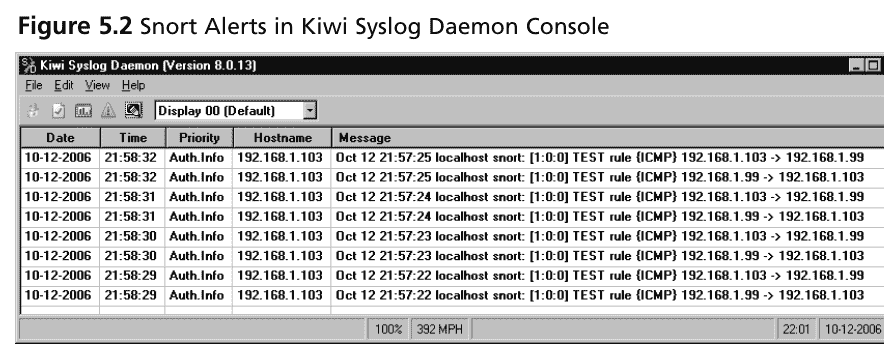 Figure 5.2 Snort Alerts in Kiwi Syslog Daemon Console
Kiwi Syslog Daemon (Version 8.0.13)
File Edit View Help
Display 00 (Default)
Date Time Priority Hostname Message
10-12-2006 21:58:32 Auth.Info 192.168.1.103 Oct 12 21:57:25 localhost snort: [1:0:0] TEST rule {ICMP} 192.168.1.103 -> 192.168.1.99
10-12-2006 21:58:32 Auth.Info 192.168.1.103 Oct 12 21:57:25 localhost snort: [1:0:0] TEST rule {ICMP} 192.168.1.99 -> 192.168.1.103
10-12-2006 21:58:31 Auth.Info 192.168.1.103 Oct 12 21:57:24 localhost snort: [1:0:0] TEST rule {ICMP} 192.168.1.103 -> 192.168.1.99
10-12-2006 21:58:31 Auth.Info 192.168.1.103 Oct 12 21:57:24 localhost snort: [1:0:0] TEST rule {ICMP} 192.168.1.99 -> 192.168.1.103
10-12-2006 21:58:30 Auth.Info 192.168.1.103 Oct 12 21:57:23 localhost snort: [1:0:0] TEST rule {ICMP} 192.168.1.103 -> 192.168.1.99
10-12-2006 21:58:30 Auth.Info 192.168.1.103 Oct 12 21:57:23 localhost snort: [1:0:0] TEST rule {ICMP} 192.168.1.99 -> 192.168.1.103
10-12-2006 21:58:29 Auth.Info 192.168.1.103 Oct 12 21:57:22 localhost snort: [1:0:0] TEST rule {ICMP} 192.168.1.103 -> 192.168.1.99
10-12-2006 21:58:29 Auth.Info 192.168.1.103 Oct 12 21:57:22 localhost snort: [1:0:0] TEST rule {ICMP} 192.168.1.99 -> 192.168.1.103
100% 392 MPH 22:01 10-12-2006